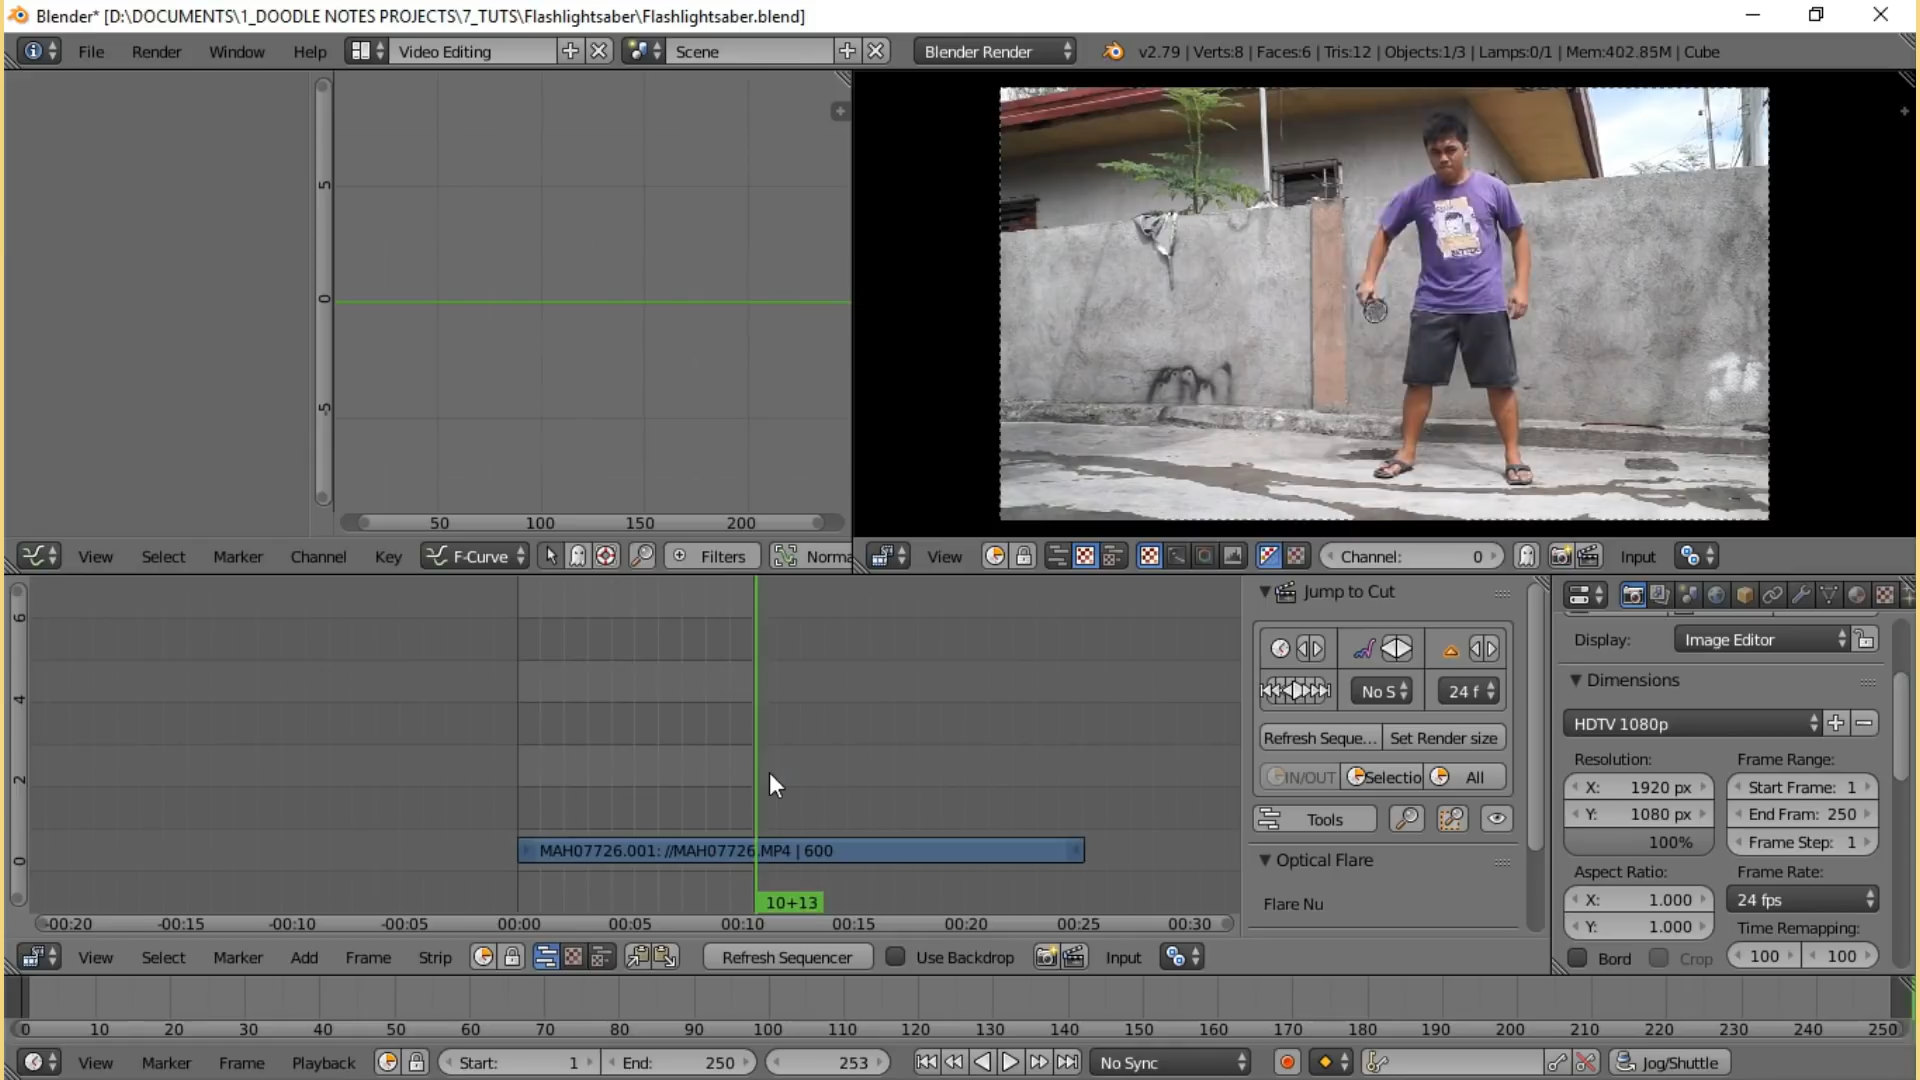 Blender* [D:\DOCUMENTS\1_DOODLE NOTES PROJECTS\7_TUTS\Flashlightsaber\Flashlightsaber.blend]
File Render Window Help Video Editing Scene Blender Render v2.79 | Verts:8 | Faces:6 | Tris:12 | Objects:1/3 | Lamps:0/1 | Mem:402.85M | Cube
5
0
-5
50 100 150 200
View Select Marker Channel Key F-Curve Filters Norma
View Channel: 0 Input
6
4
2
0
MAH07726.001: //MAH07726.MP4 | 600
10+13
-00:20 -00:15 -00:10 -00:05 00:00 00:05 00:10 00:15 00:20 00:25 00:30
View Select Marker Add Frame Strip Refresh Sequencer Use Backdrop Input
Jump to Cut
No S 24 f
Refresh Seque... Set Render size
IN/OUT Selectio All
Tools
Optical Flare
Flare Nu
Display: Image Editor
Dimensions
HDTV 1080p
Resolution: Frame Range:
X: 1920 px Start Frame: 1
Y: 1080 px End Fram: 250
100% Frame Step: 1
Aspect Ratio: Frame Rate:
X: 1.000 24 fps
Y: 1.000 Time Remapping:
Bord Crop 100 100
0 10 20 30 40 50 60 70 80 90 100 110 120 130 140 150 160 170 180 190 200 210 220 230 240 250
View Marker Frame Playback Start: 1 End: 250 253 No Sync Jog/Shuttle